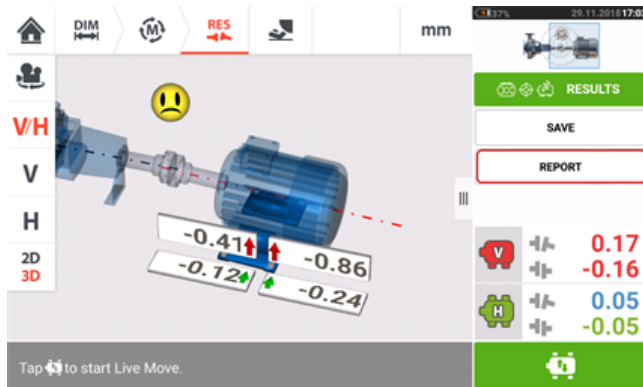 DIM
M
RES
mm
37%
29.11.2018 17:03
V/H
V
H
2D
3D
-0.41
-0.86
-0.12
-0.24
RESULTS
SAVE
REPORT
V
0.17
-0.16
H
0.05
-0.05
Tap to start Live Move.